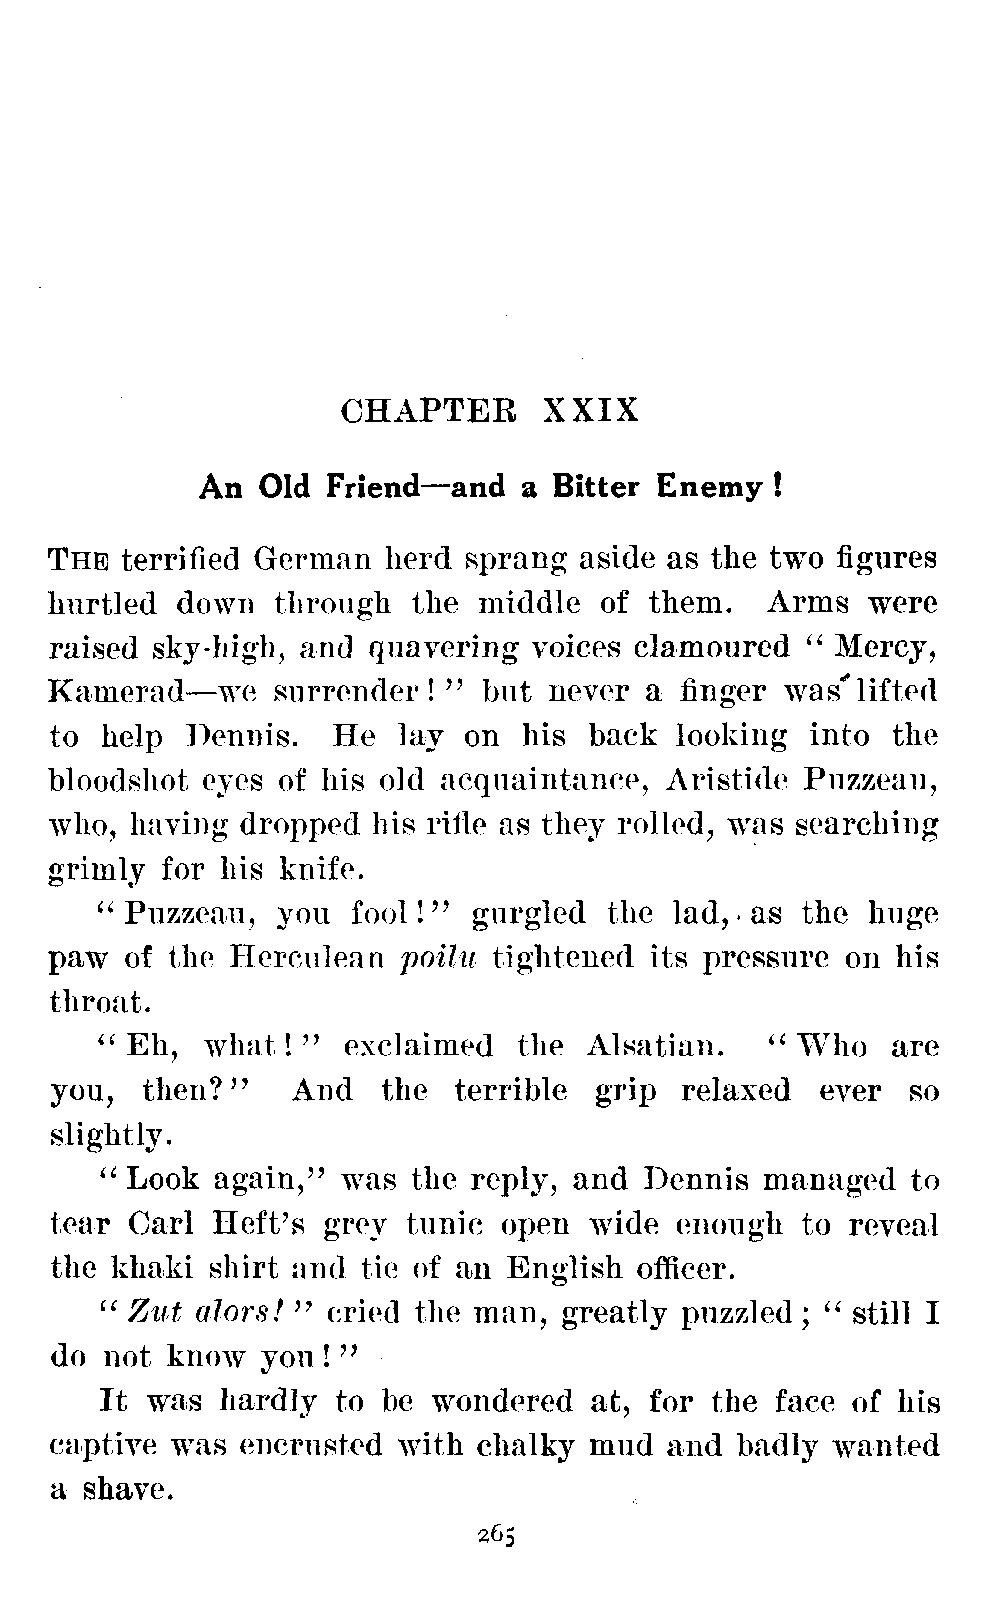 CHAPTER XXIX
An Old Friend—and a Bitter Enemy!
THE terrified German herd sprang aside as the two figures
hurtled down through the middle of them. Arms were
raised sky-high, and quavering voices clamoured "Mercy,
Kamerad—we surrender!" but never a finger was lifted
to help Dennis. He lay on his back looking into the
bloodshot eyes of his old acquaintance, Aristide Puzzeau,
who, having dropped his rifle as they rolled, was searching
grimly for his knife.
"Puzzeau, you fool!" gurgled the lad, as the huge
paw of the Herculean poilu tightened its pressure on his
throat.
"Eh, what!" exclaimed the Alsatian. "Who are
you, then?" And the terrible grip relaxed ever so
slightly.
"Look again," was the reply, and Dennis managed to
tear Carl Heft's grey tunic open wide enough to reveal
the khaki shirt and tie of an English officer.
"Zut alors!" cried the man, greatly puzzled; "still I
do not know you!"
It was hardly to be wondered at, for the face of his
captive was encrusted with chalky mud and badly wanted
a shave.
265